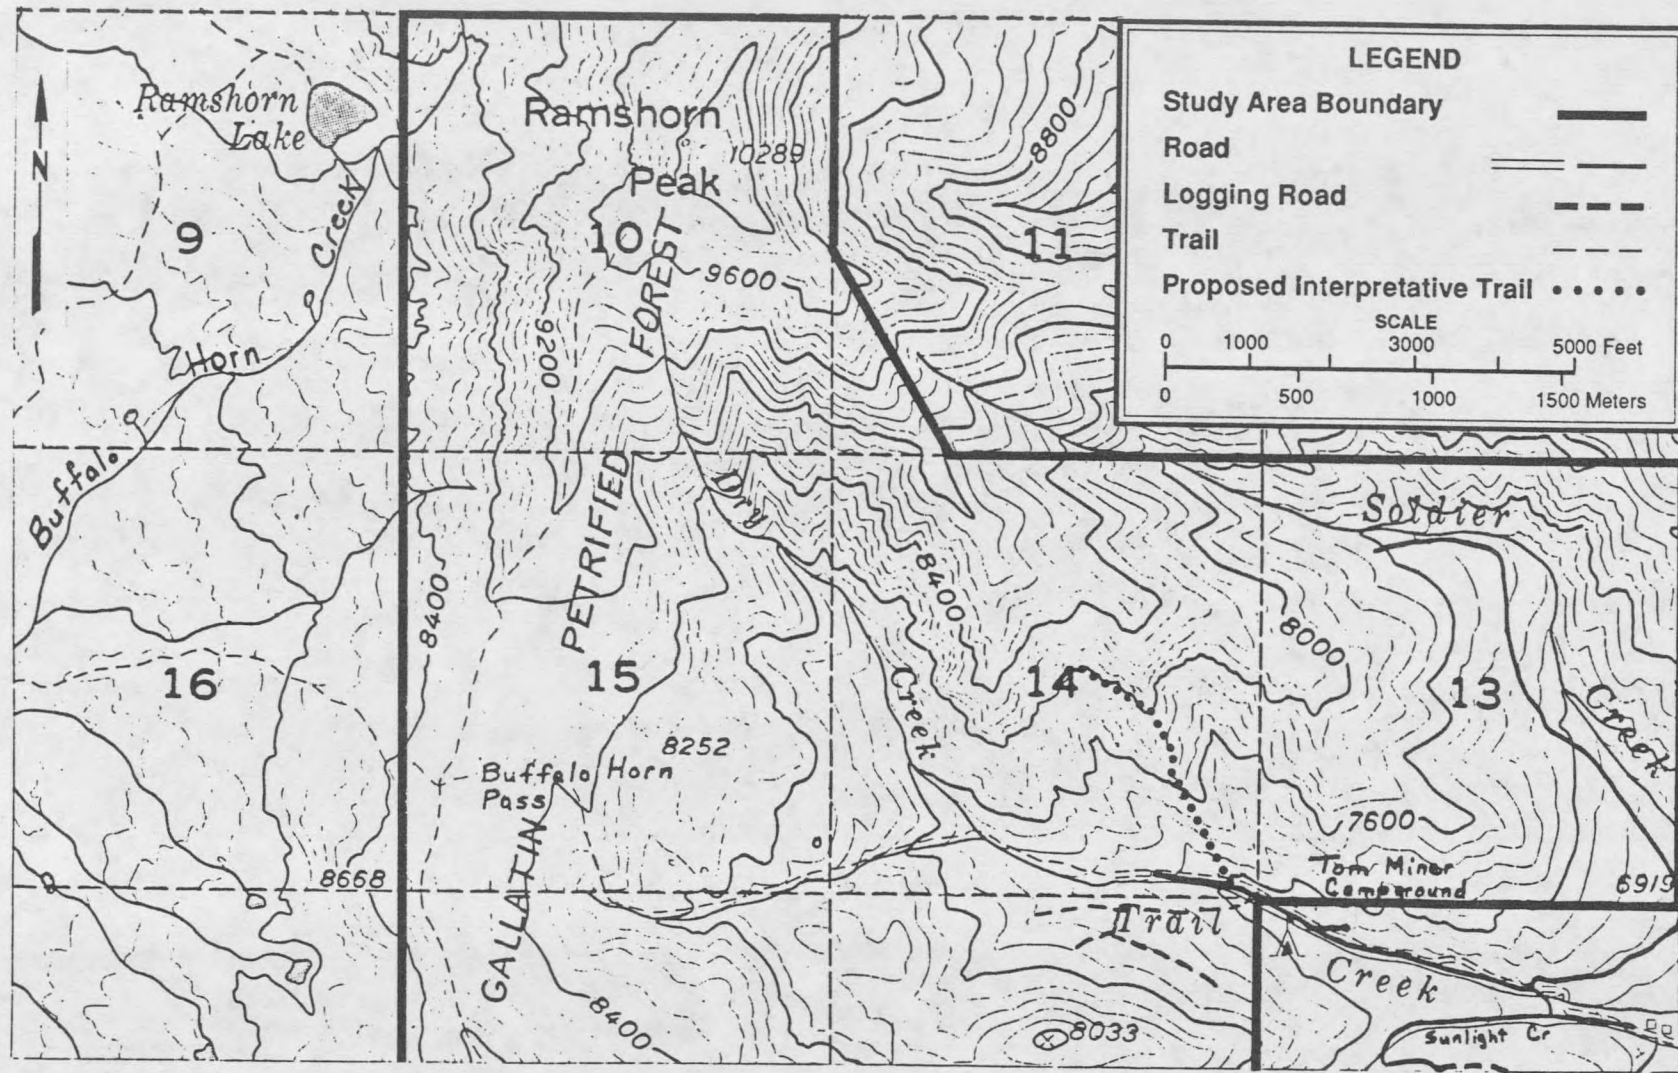 LEGEND
Study Area Boundary
Road
Logging Road
Trail
Proposed Interpretative Trail
SCALE
0 1000 3000 5000 Feet
0 500 1000 1500 Meters
N
Ramshorn
Lake
Ramshorn
Peak
10289
8800
9
10
11
9600
9200
Buffalo Horn Creek
GALLATIN PETRIFIED FOREST
Dry Creek
Soldier Creek
8400
8400
8000
16
15
14
13
8252
Buffalo Horn
Pass
7600
Tom Miner
Campground
6919
8668
Trail Creek
8400
8033
Sunlight Cr